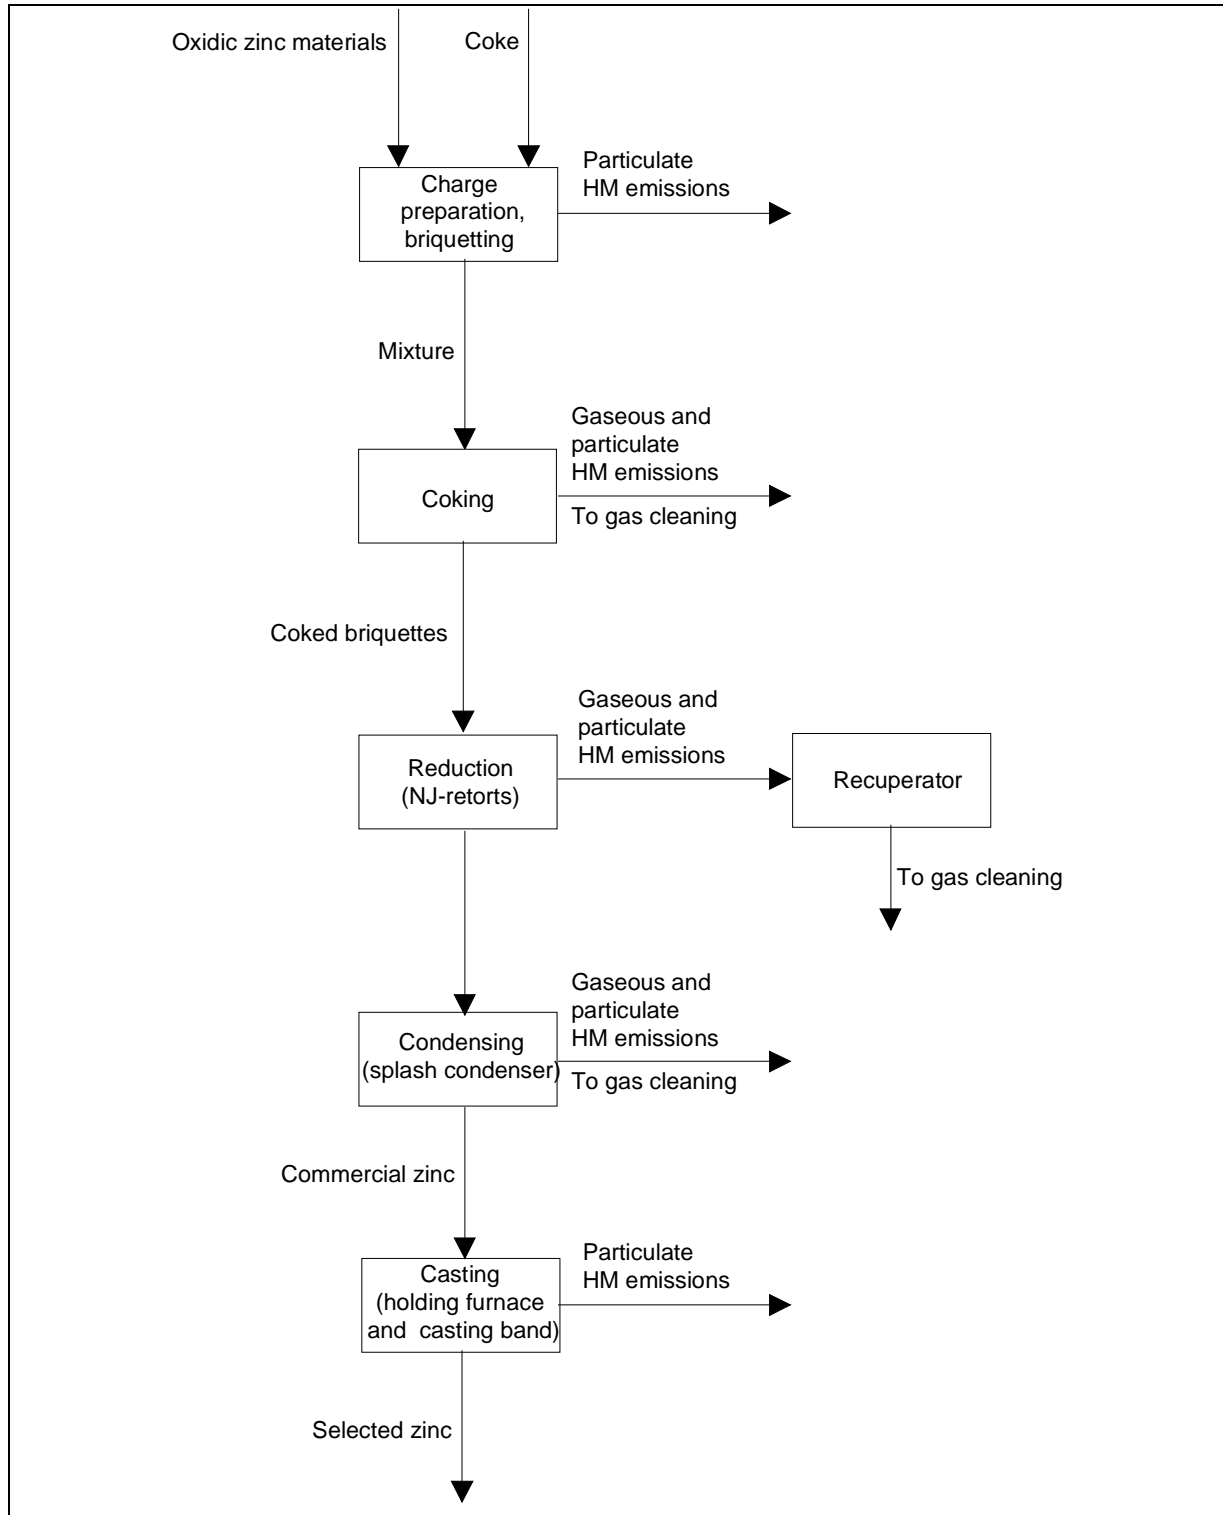 Oxidic zinc materials
Coke
Particulate
HM emissions
Charge
preparation,
briquetting
Mixture
Gaseous and
particulate
HM emissions
Coking
To gas cleaning
Coked briquettes
Gaseous and
particulate
HM emissions
Reduction
(NJ-retorts)
Recuperator
To gas cleaning
Gaseous and
particulate
HM emissions
Condensing
(splash condenser)
To gas cleaning
Commercial zinc
Particulate
HM emissions
Casting
(holding furnace
and casting band)
Selected zinc